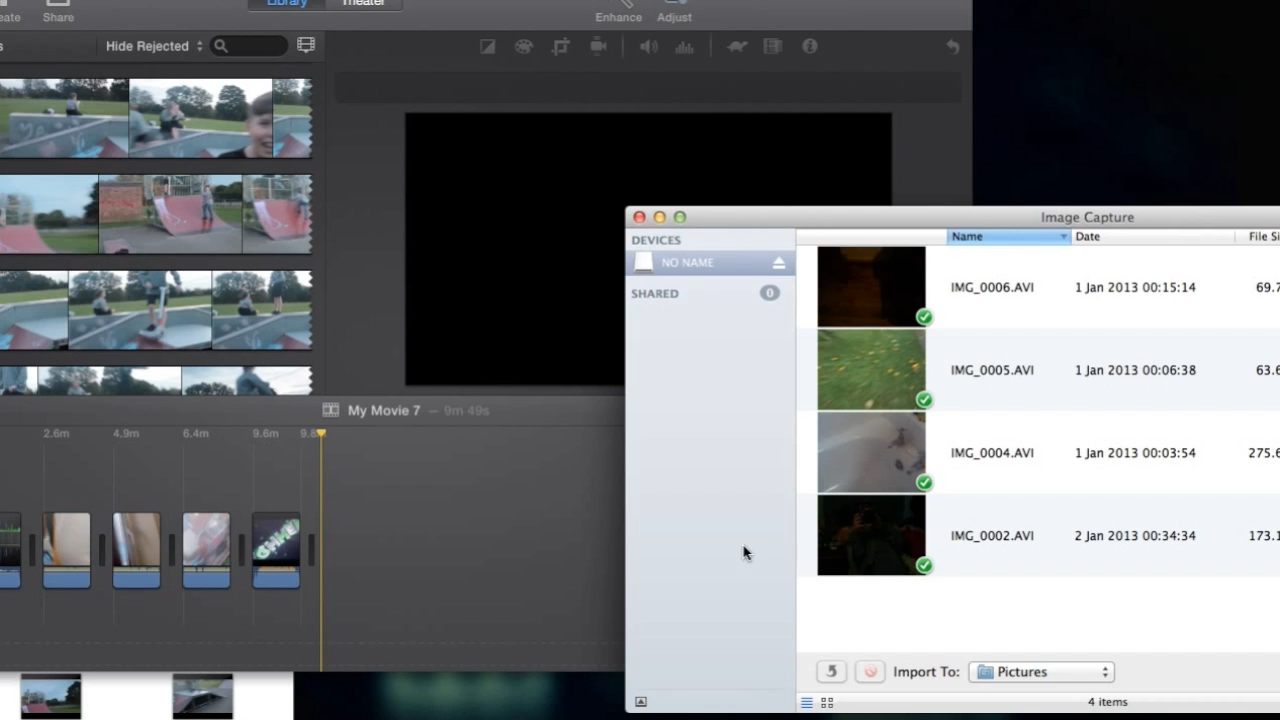 eate Share
Library Theater
Enhance Adjust
s Hide Rejected
My Movie 7 — 9m 49s
2.6m 4.9m 6.4m 9.6m 9.8
Image Capture
DEVICES
NO NAME
SHARED 0
Name Date File Si
IMG_0006.AVI 1 Jan 2013 00:15:14 69.7
IMG_0005.AVI 1 Jan 2013 00:06:38 63.6
IMG_0004.AVI 1 Jan 2013 00:03:54 275.6
IMG_0002.AVI 2 Jan 2013 00:34:34 173.1
Import To: Pictures
4 items